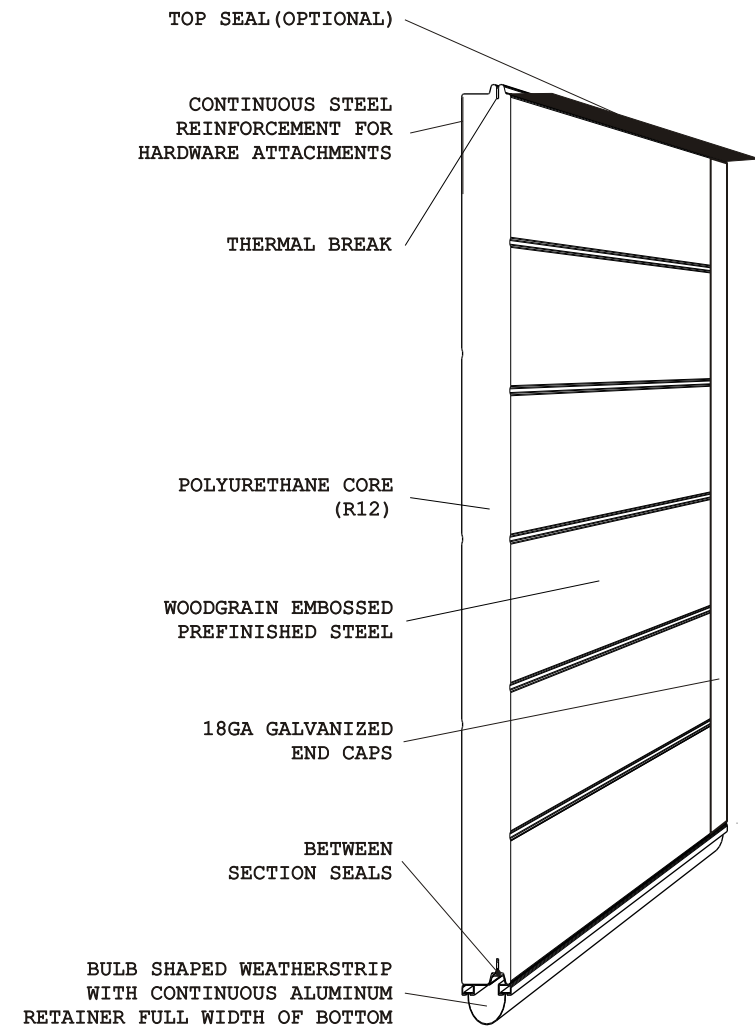 TOP SEAL(OPTIONAL)
CONTINUOUS STEEL
REINFORCEMENT FOR
HARDWARE ATTACHMENTS
THERMAL BREAK
POLYURETHANE CORE
(R12)
WOODGRAIN EMBOSSED
PREFINISHED STEEL
18GA GALVANIZED
END CAPS
BETWEEN
SECTION SEALS
BULB SHAPED WEATHERSTRIP
WITH CONTINUOUS ALUMINUM
RETAINER FULL WIDTH OF BOTTOM